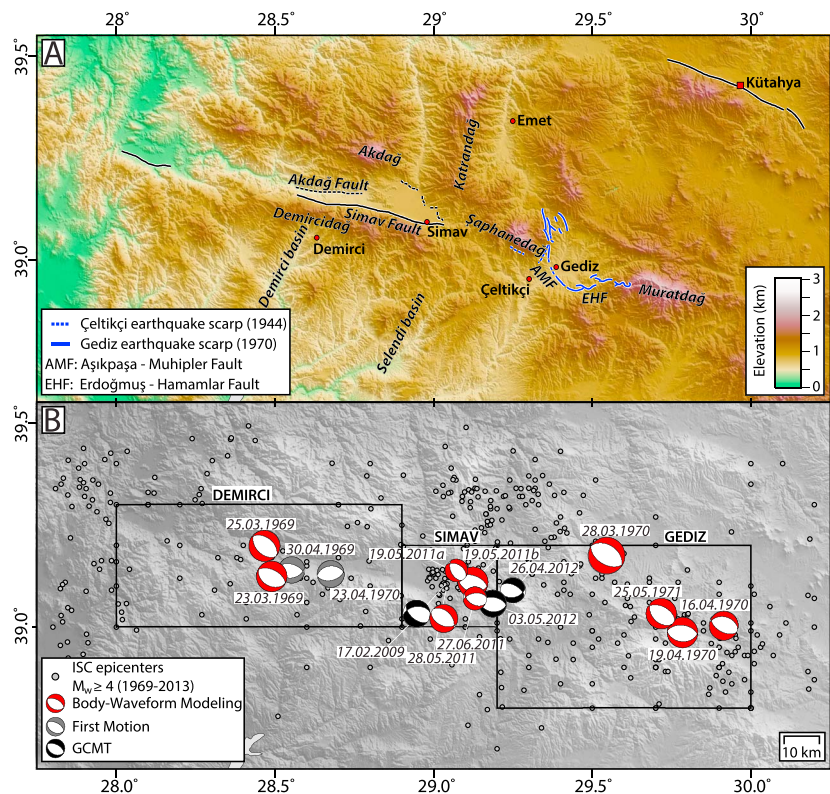 28°
28.5°
29°
29.5°
30°
A
39.5°
39.0°
Kütahya
Emet
Katrandağ
Akdağ
Akdağ Fault
Demircidag
Simav Fault
Simav
Şaphanedag
Demirci
Gediz
Çeltikçi
AMF
EHF
Muratdag
Demirci basin
Selendi basin
Elevation (km)
3
2
1
0
Çeltikçi earthquake scarp (1944)
Gediz earthquake scarp (1970)
AMF: Aşıkpaşa - Muhipler Fault
EHF: Erdoğmuş - Hamamlar Fault
B
39.5°
39.0°
DEMIRCI
SIMAV
GEDIZ
25.03.1969
30.04.1969
19.05.2011a
19.05.2011b
28.03.1970
26.04.2012
23.03.1969
23.04.1970
25.05.1971
16.04.1970
03.05.2012
27.06.2011
17.02.2009
28.05.2011
19.04.1970
ISC epicenters
Mw≥ 4 (1969-2013)
Body-Waveform Modeling
First Motion
GCMT
10 km
28.0°
28.5°
29.0°
29.5°
30.0°